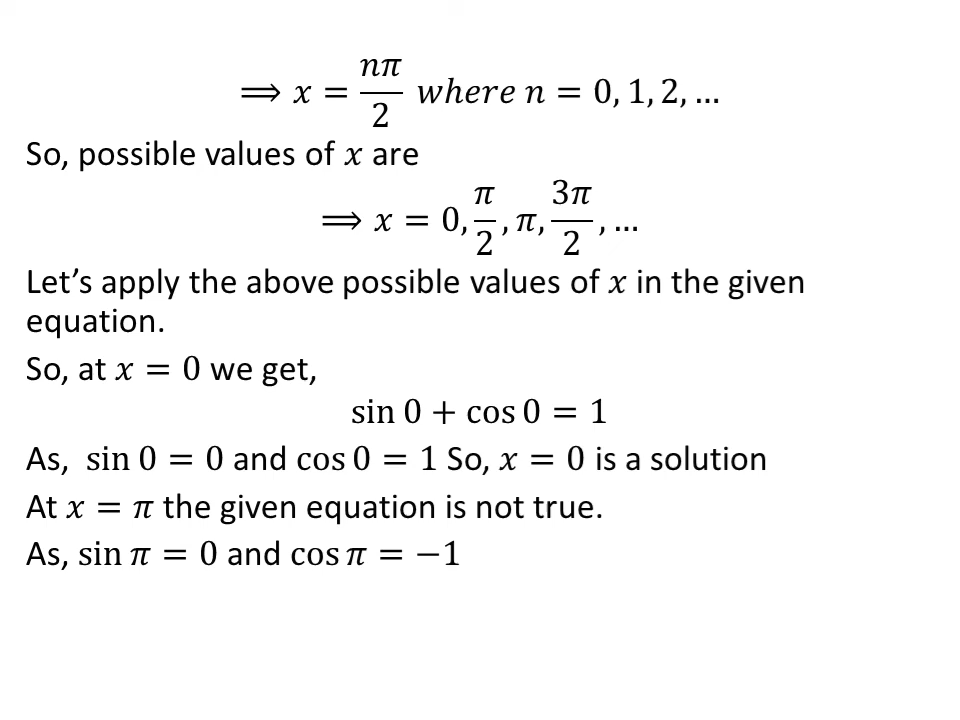 ⟹ x = nπ/2 where n = 0, 1, 2, …
So, possible values of x are
⟹ x = 0, π/2, π, 3π/2, …
Let’s apply the above possible values of x in the given
equation.
So, at x = 0 we get,
sin 0 + cos 0 = 1
As, sin 0 = 0 and cos 0 = 1 So, x = 0 is a solution
At x = π the given equation is not true.
As, sin π = 0 and cos π = −1